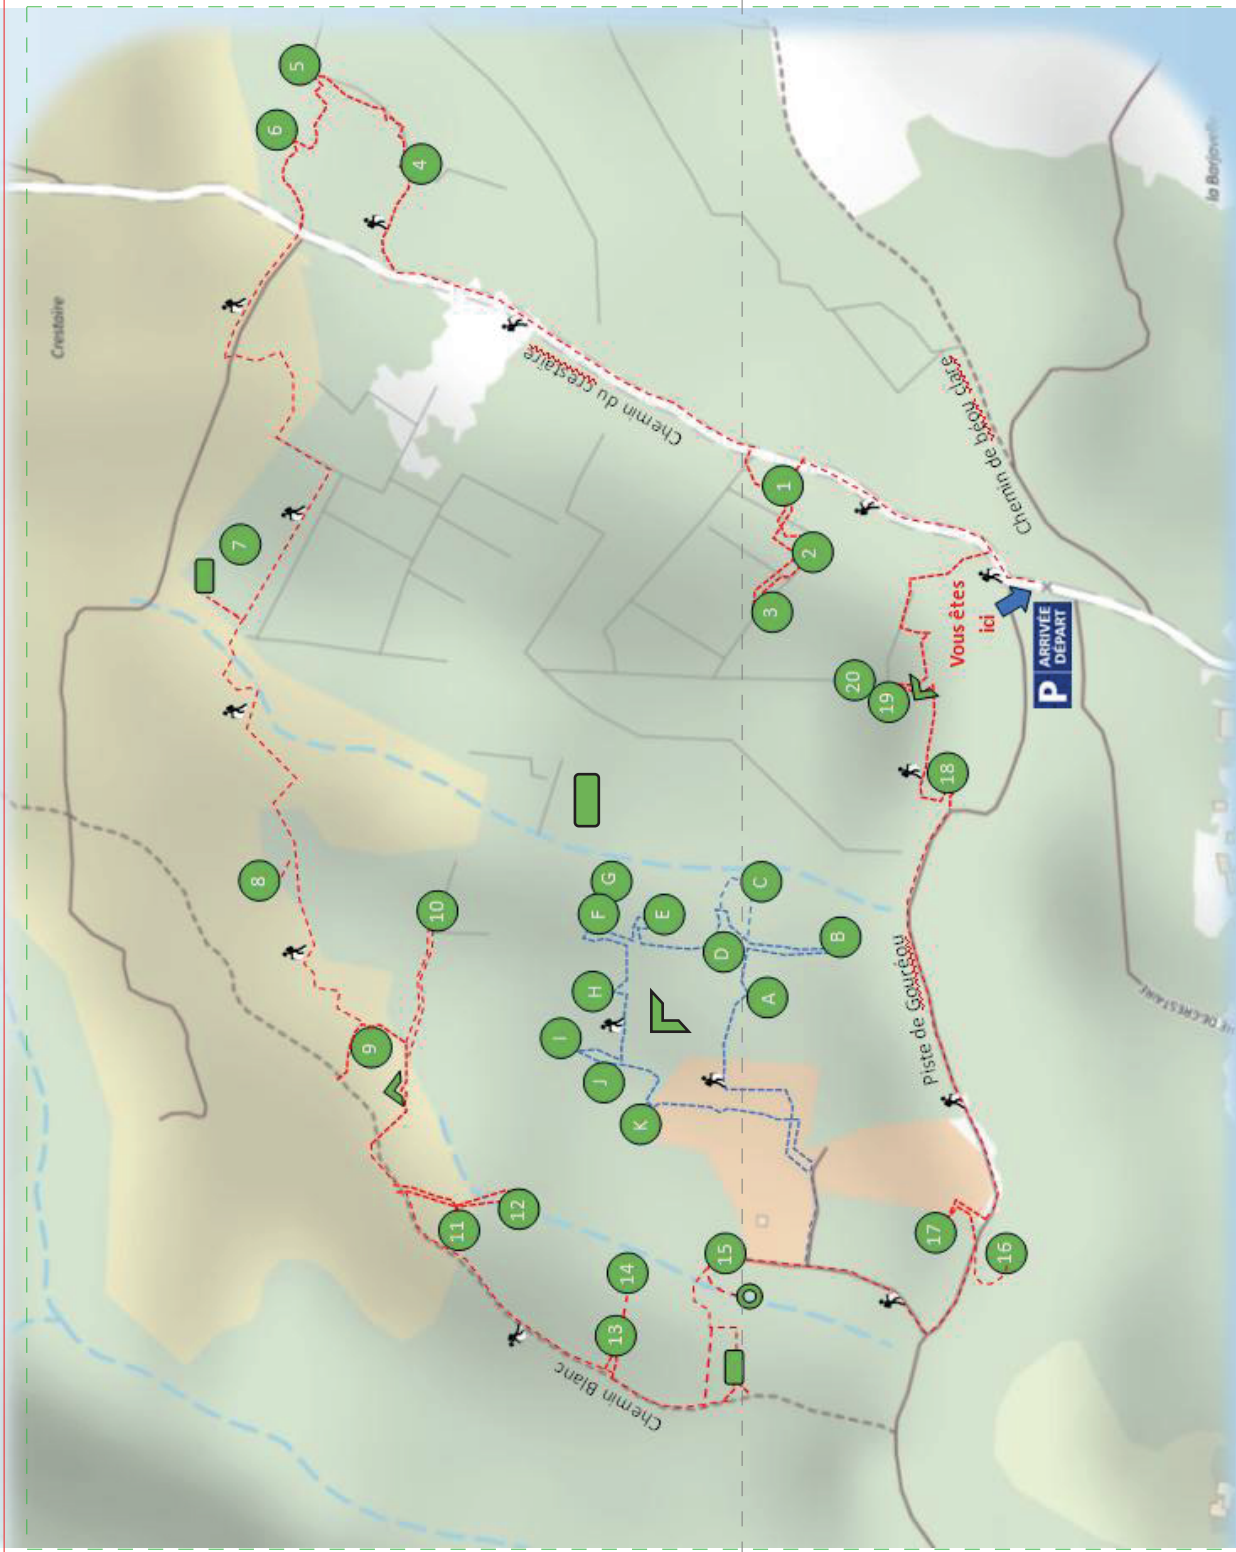 Crestaire
5
6
4
7
Chemin du crestaire
8
10
9
1
2
3
Chemin de béou clare
Vous êtes
ici
P
ARRIVÉE
DÉPART
20
19
18
G
F
E
C
D
B
A
H
I
J
K
Piste de Gouréou
11
12
14
13
15
Chemin Blanc
17
16